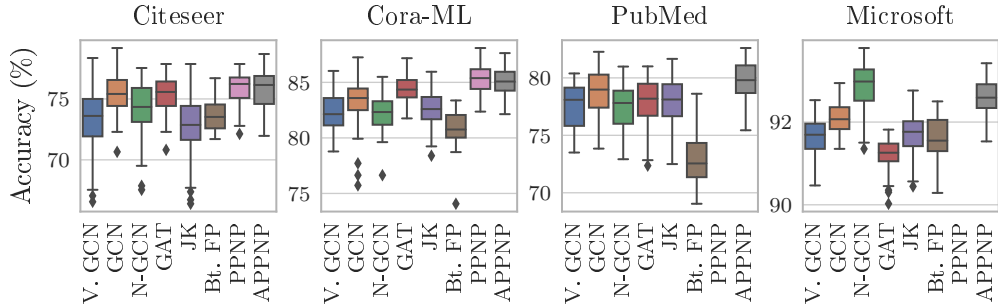 Citeseer Cora-ML PubMed Microsoft
Accuracy (%)
75
70
V. GCN
GCN
N-GCN
GAT
JK
Bt. FP
PPNP
APPNP
85
80
75
V. GCN
GCN
N-GCN
GAT
JK
Bt. FP
PPNP
APPNP
80
75
70
V. GCN
GCN
N-GCN
GAT
JK
Bt. FP
PPNP
APPNP
92
90
V. GCN
GCN
N-GCN
GAT
JK
Bt. FP
PPNP
APPNP